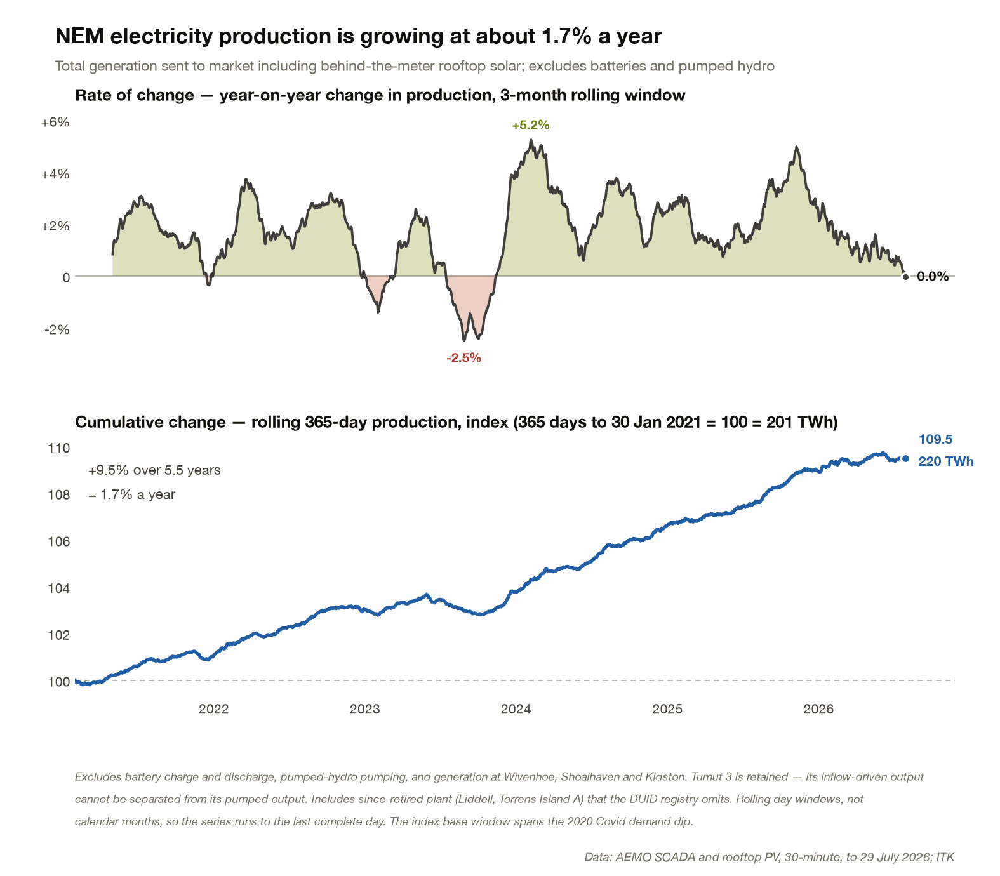 NEM electricity production is growing at about 1.7% a year
Total generation sent to market including behind-the-meter rooftop solar; excludes batteries and pumped hydro
Rate of change — year-on-year change in production, 3-month rolling window
+6%
+5.2%
+4%
+2%
0
0.0%
-2%
-2.5%
Cumulative change — rolling 365-day production, index (365 days to 30 Jan 2021 = 100 = 201 TWh)
109.5
110
220 TWh
+9.5% over 5.5 years
108
= 1.7% a year
106
104
102
100
2022 2023 2024 2025 2026
Excludes battery charge and discharge, pumped-hydro pumping, and generation at Wivenhoe, Shoalhaven and Kidston. Tumut 3 is retained — its inflow-driven output
cannot be separated from its pumped output. Includes since-retired plant (Liddell, Torrens Island A) that the DUID registry omits. Rolling day windows, not
calendar months, so the series runs to the last complete day. The index base window spans the 2020 Covid demand dip.
Data: AEMO SCADA and rooftop PV, 30-minute, to 29 July 2026; ITK